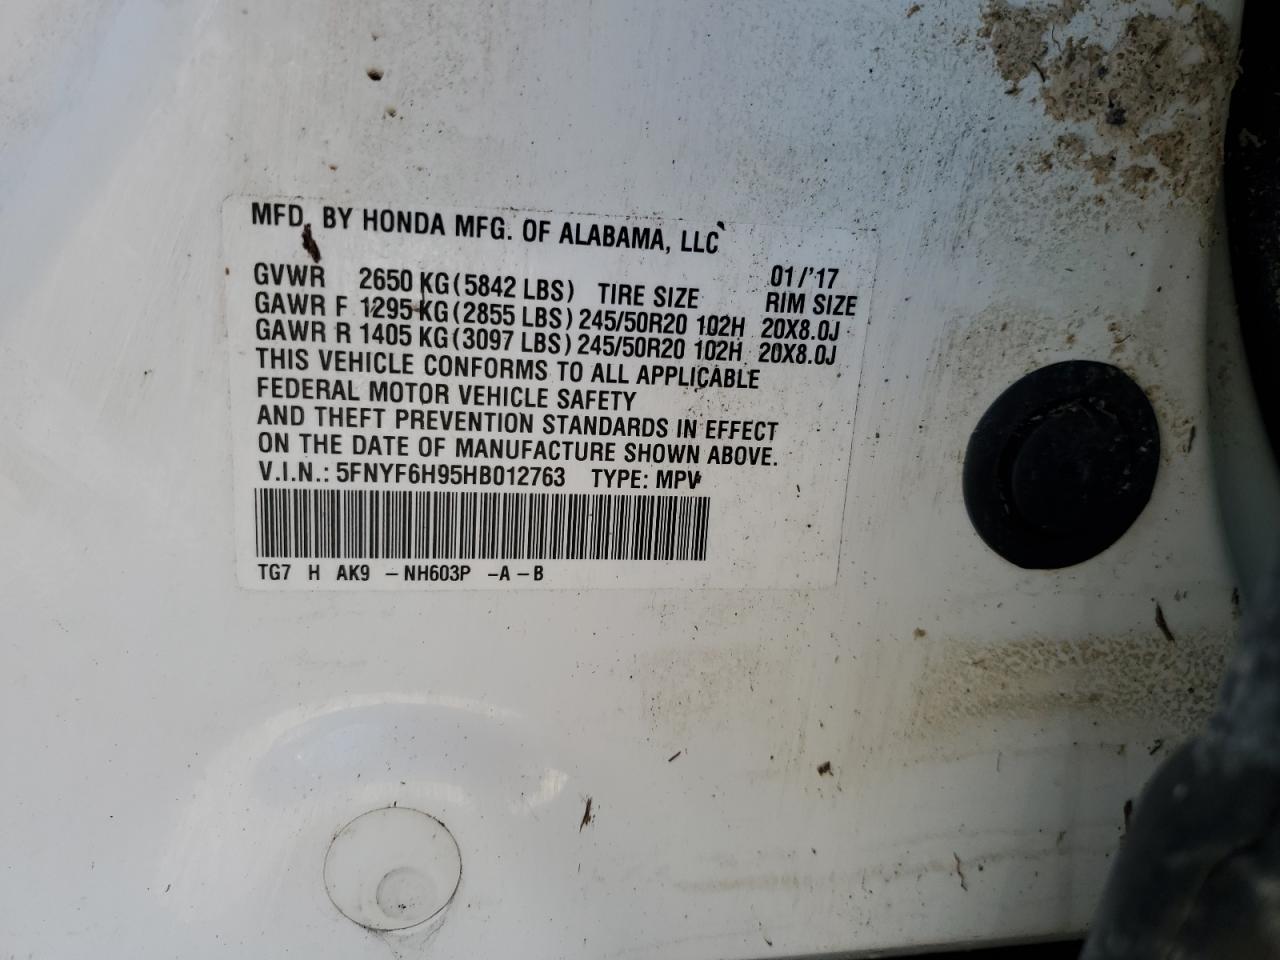 MFD. BY HONDA MFG. OF ALABAMA, LLC
01/'17
GVWR 2650 KG(5842 LBS) TIRE SIZE RIM SIZE
GAWR F 1295 KG(2855 LBS) 245/50R20 102H 20X8.0J
GAWR R 1405 KG(3097 LBS) 245/50R20 102H 20X8.0J
THIS VEHICLE CONFORMS TO ALL APPLICABLE
FEDERAL MOTOR VEHICLE SAFETY
AND THEFT PREVENTION STANDARDS IN EFFECT
ON THE DATE OF MANUFACTURE SHOWN ABOVE.
V.I.N.: 5FNYF6H95HB012763 TYPE: MPV
TG7 H AK9 -NH603P -A-B